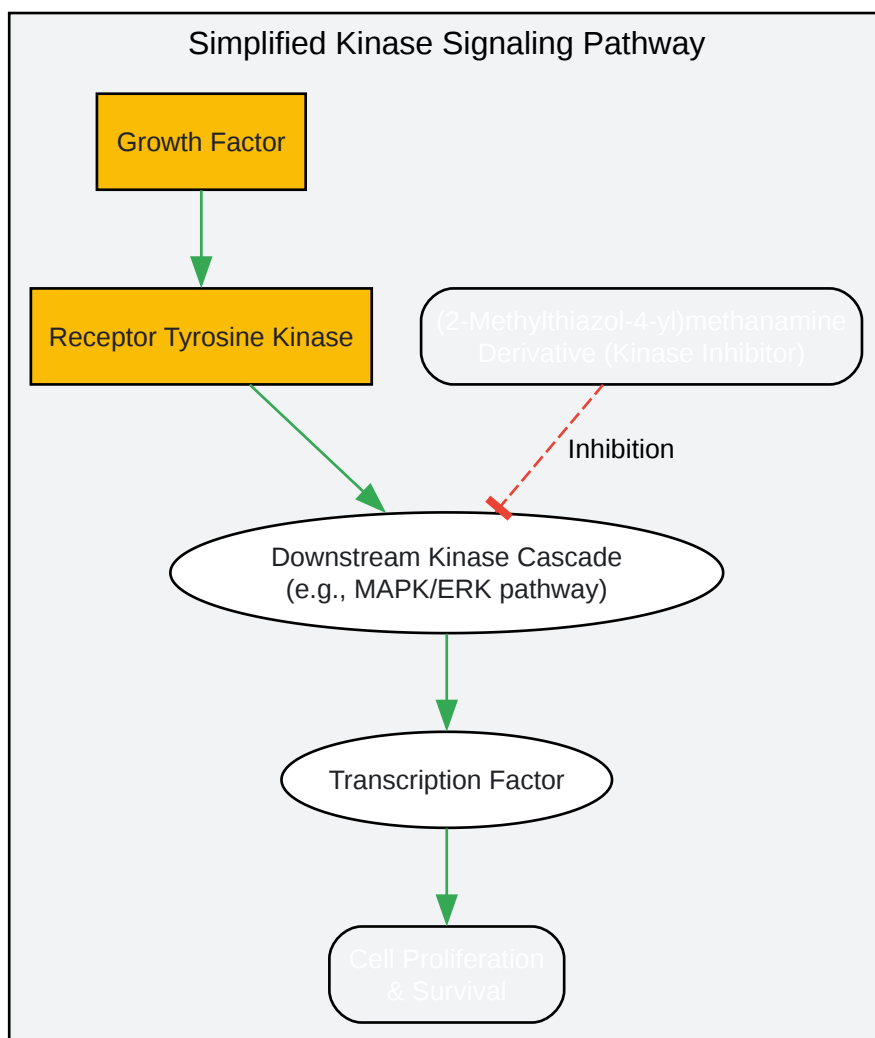 Simplified Kinase Signaling Pathway
Growth Factor
Receptor Tyrosine Kinase
(2-Methylthiazol-4-yl)methanamine
Derivative (Kinase Inhibitor)
Inhibition
Downstream Kinase Cascade
(e.g., MAPK/ERK pathway)
Transcription Factor
Cell Proliferation
& Survival